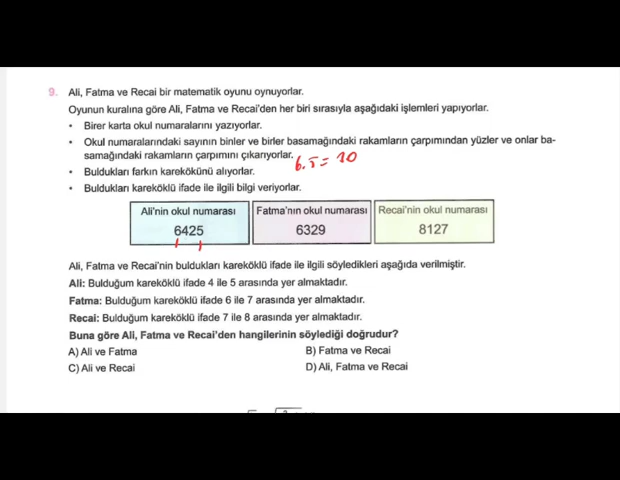 9. Ali, Fatma ve Recai bir matematik oyunu oynuyorlar.
Oyunun kuralına göre Ali, Fatma ve Recai'den her biri sırasıyla aşağıdaki işlemleri yapıyorlar.
• Birer karta okul numaralarını yazıyorlar.
• Okul numaralarındaki sayının binler ve birler basamağındaki rakamların çarpımından yüzler ve onlar ba-
samağındaki rakamların çarpımını çıkarıyorlar.
6.5=30
• Buldukları farkın karekökünü alıyorlar.
• Buldukları kareköklü ifade ile ilgili bilgi veriyorlar.
Ali'nin okul numarası Fatma'nın okul numarası Recai'nin okul numarası
6425 6329 8127
Ali, Fatma ve Recai'nin buldukları kareköklü ifade ile ilgili söyledikleri aşağıda verilmiştir.
Ali: Bulduğum kareköklü ifade 4 ile 5 arasında yer almaktadır.
Fatma: Bulduğum kareköklü ifade 6 ile 7 arasında yer almaktadır.
Recai: Bulduğum kareköklü ifade 7 ile 8 arasında yer almaktadır.
Buna göre Ali, Fatma ve Recai'den hangilerinin söylediği doğrudur?
A) Ali ve Fatma B) Fatma ve Recai
C) Ali ve Recai D) Ali, Fatma ve Recai